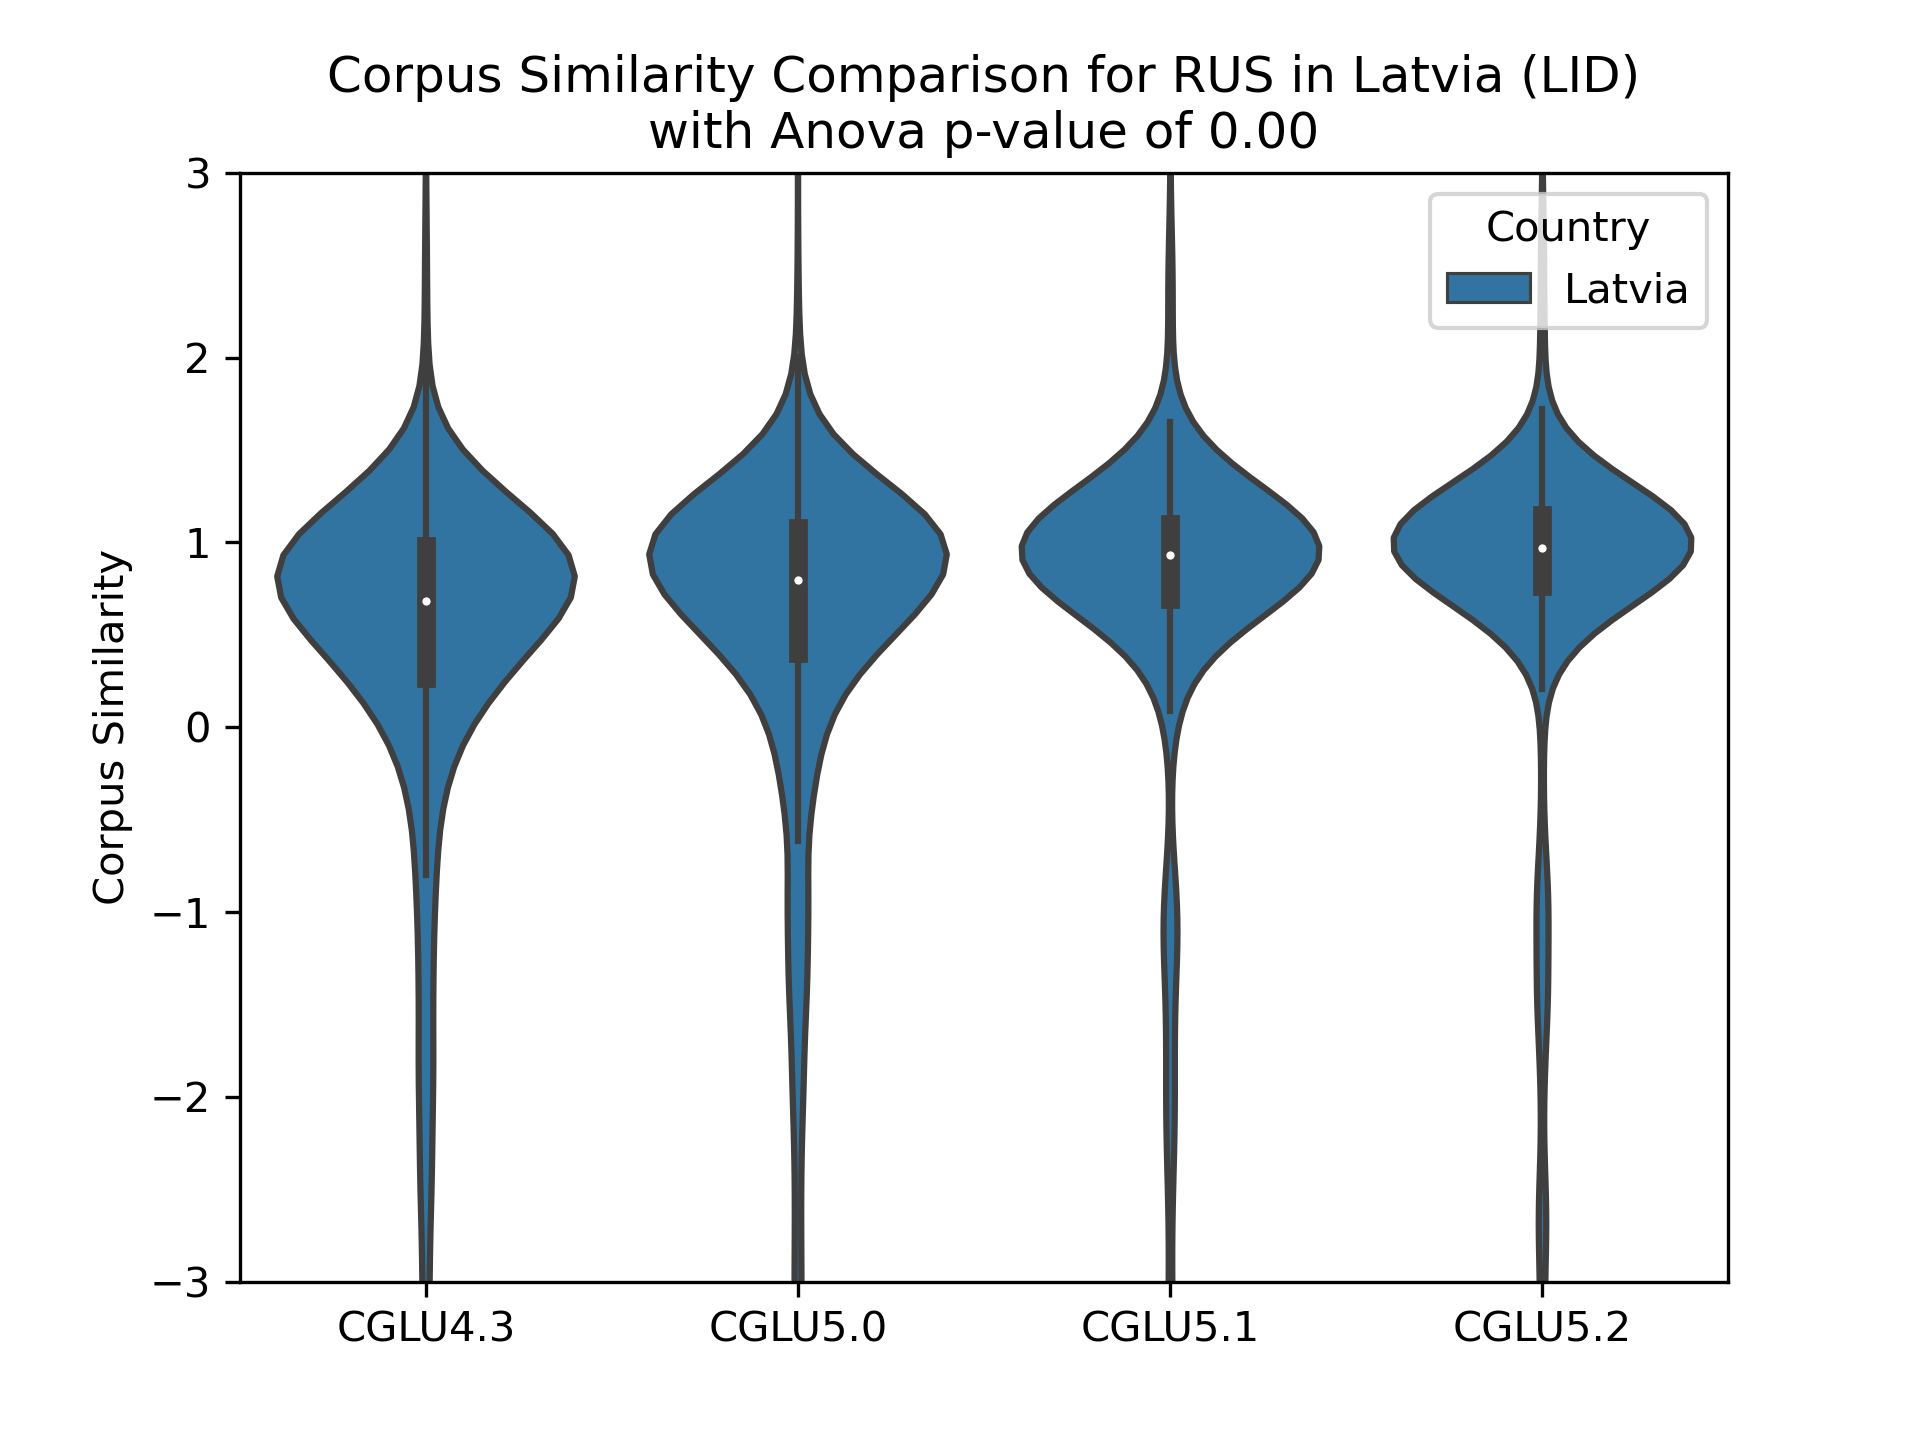 Corpus Similarity Comparison for RUS in Latvia (LID)
with Anova p-value of 0.00
Country
Latvia
Corpus Similarity
3
2
1
0
−1
−2
−3
CGLU4.3
CGLU5.0
CGLU5.1
CGLU5.2